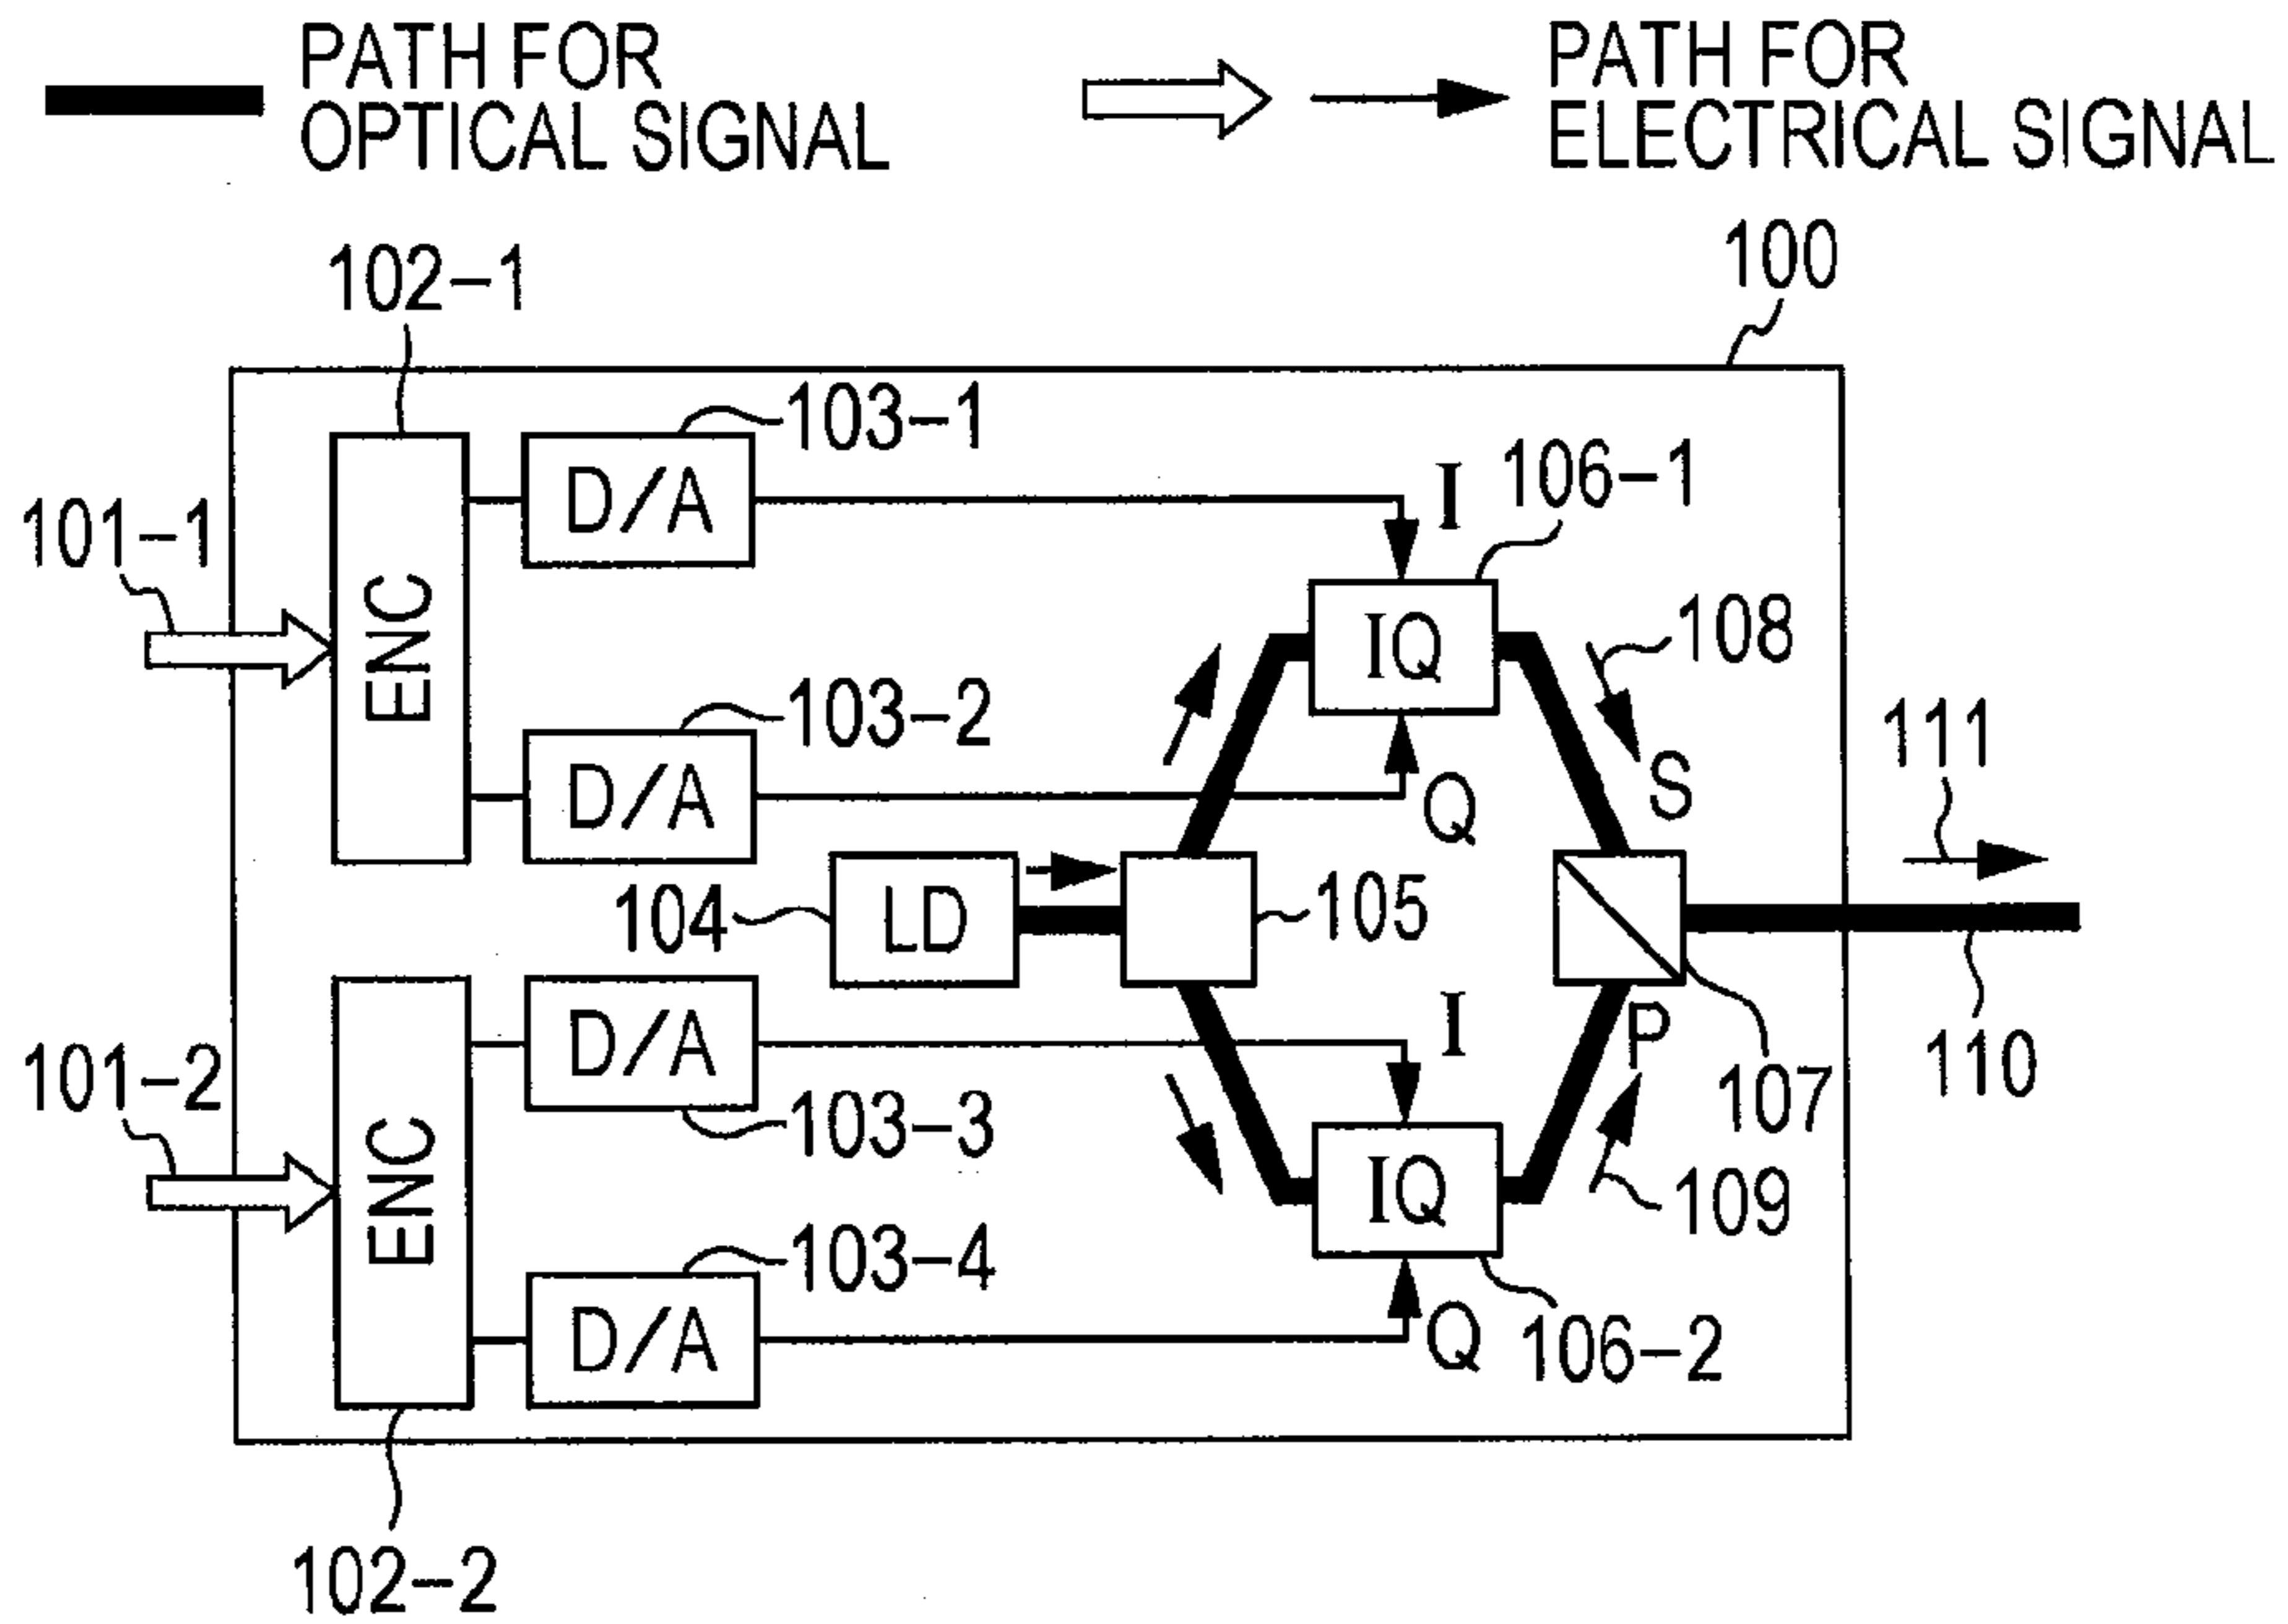 PATH FOR
OPTICAL SIGNAL
PATH FOR
ELECTRICAL SIGNAL
100
102-1
103-1
D/A
I
106-1
101-1
ENC
IQ
108
103-2
D/A
Q
S
111
104
LD
105
101-2
ENC
D/A
I
P
107
110
103-3
IQ
109
103-4
D/A
Q
106-2
102-2